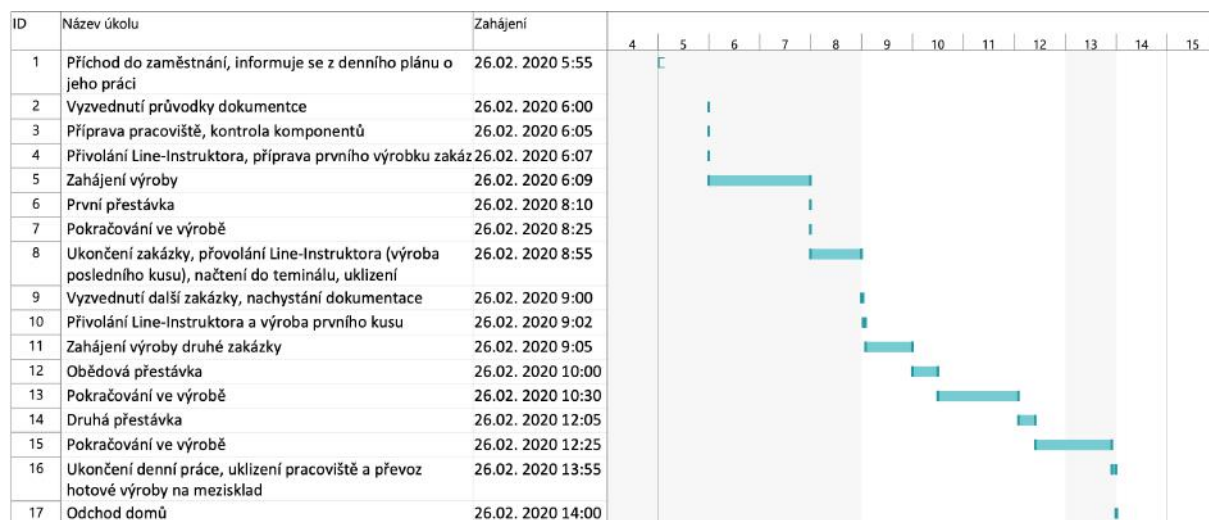 ID Název úkolu Zahájení
4 5 6 7 8 9 10 11 12 13 14 15
1 Příchod do zaměstnání, informuje se z denního plánu o 26.02. 2020 5:55
jeho práci
2 Vyzvednutí průvodky dokumentce 26.02. 2020 6:00
3 Příprava pracoviště, kontrola komponentů 26.02. 2020 6:05
4 Přivolání Line-Instruktora, příprava prvního výrobku zakáz 26.02. 2020 6:07
5 Zahájení výroby 26.02. 2020 6:09
6 První přestávka 26.02. 2020 8:10
7 Pokračování ve výrobě 26.02. 2020 8:25
8 Ukončení zakázky, přovolání Line-Instruktora (výroba 26.02. 2020 8:55
posledního kusu), načtení do teminálu, uklizení
9 Vyzvednutí další zakázky, nachystání dokumentace 26.02. 2020 9:00
10 Přivolání Line-Instruktora a výroba prvního kusu 26.02. 2020 9:02
11 Zahájení výroby druhé zakázky 26.02. 2020 9:05
12 Obědová přestávka 26.02. 2020 10:00
13 Pokračování ve výrobě 26.02. 2020 10:30
14 Druhá přestávka 26.02. 2020 12:05
15 Pokračování ve výrobě 26.02. 2020 12:25
16 Ukončení denní práce, uklizení pracoviště a převoz 26.02. 2020 13:55
hotové výroby na mezisklad
17 Odchod domů 26.02. 2020 14:00